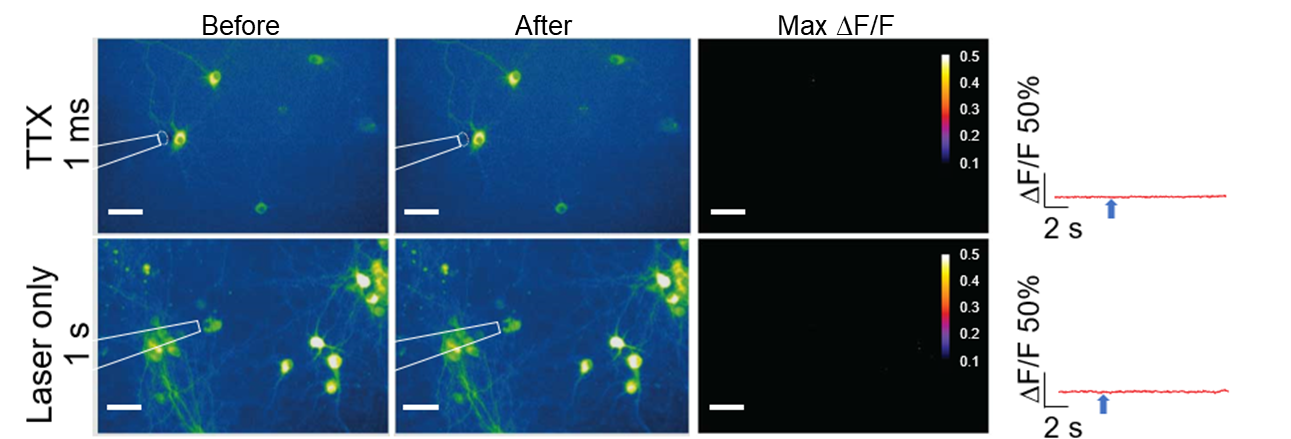 Before After Max ΔF/F
TTX
1 ms
0.5
0.4
0.3
0.2
0.1
ΔF/F 50%
2 s
Laser only
1 s
0.5
0.4
0.3
0.2
0.1
ΔF/F 50%
2 s